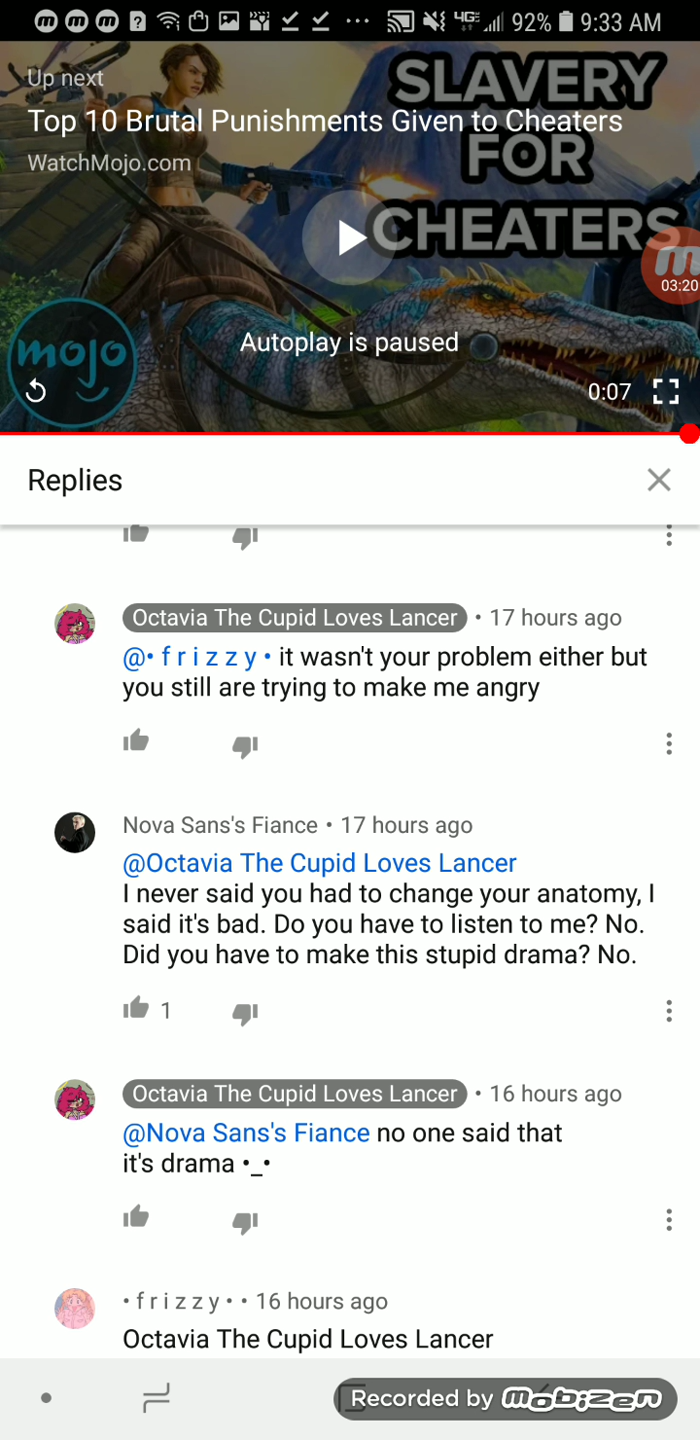 4GE 92% 9:33 AM
Up next
SLAVERY
Top 10 Brutal Punishments Given to Cheaters
FOR
WatchMojo.com
CHEATERS
03:20
mojo
Autoplay is paused
0:07
Replies
Octavia The Cupid Loves Lancer • 17 hours ago
@• f r i z z y • it wasn't your problem either but
you still are trying to make me angry
Nova Sans's Fiance • 17 hours ago
@Octavia The Cupid Loves Lancer
I never said you had to change your anatomy, I
said it's bad. Do you have to listen to me? No.
Did you have to make this stupid drama? No.
1
Octavia The Cupid Loves Lancer • 16 hours ago
@Nova Sans's Fiance no one said that
it's drama •_•
• f r i z z y • • 16 hours ago
Octavia The Cupid Loves Lancer
Recorded by mobizen